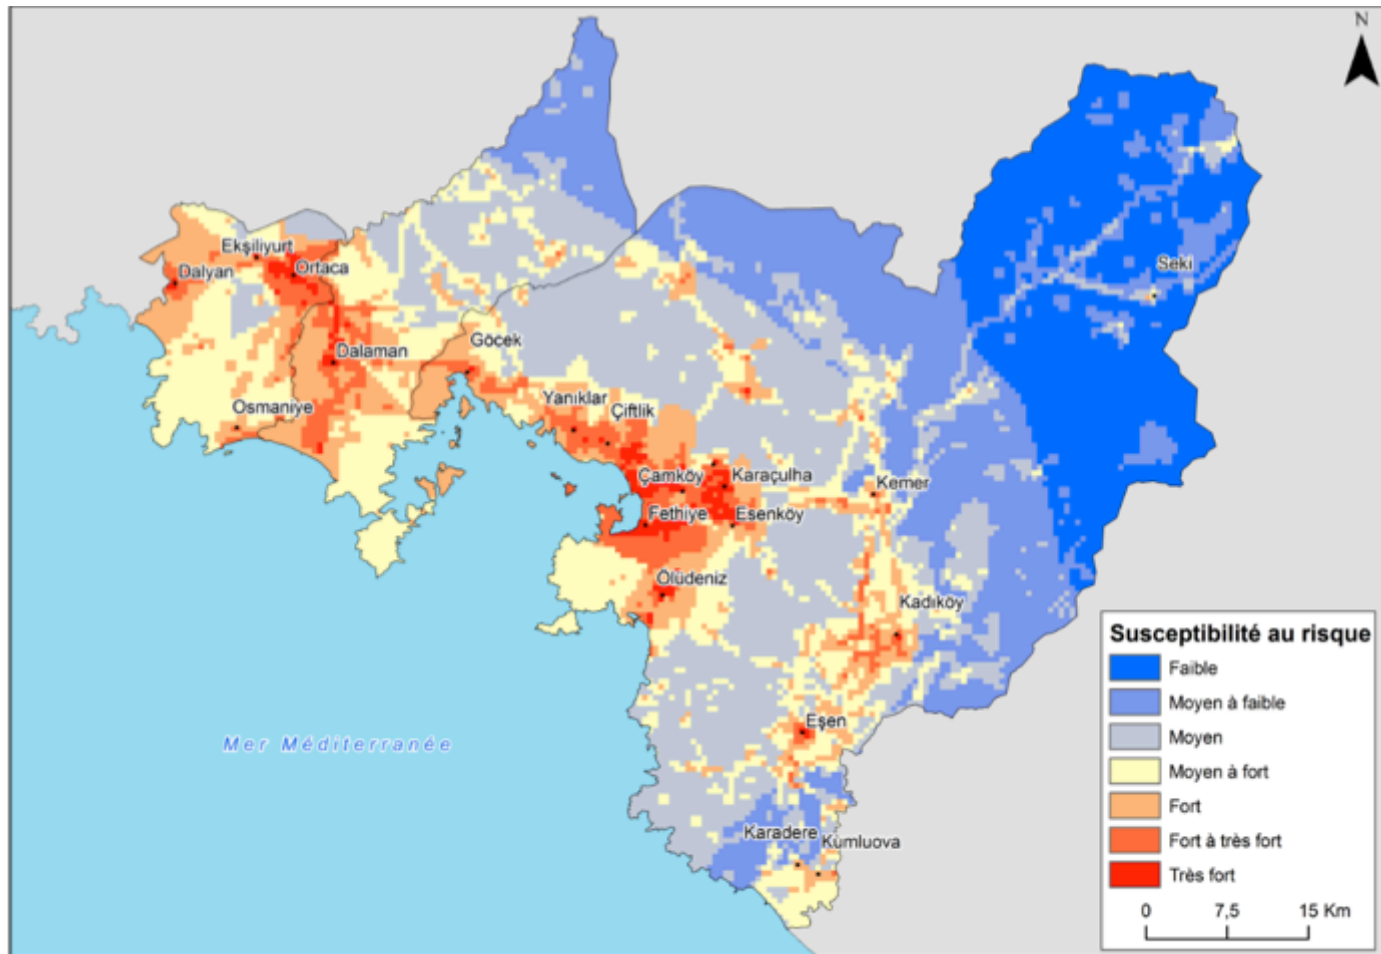 N
Ekşiliyurt
Dalyan
Ortaca
Seki
Dalaman
Göcek
Osmaniye
Yanıklar
Çiftlik
Çamköy
Karaçulha
Kemer
Fethiye
Esenköy
Ölüdeniz
Kadıköy
Eşen
Mer Méditerranée
Karadere
Kumluova
Susceptibilité au risque
Faible
Moyen à faible
Moyen
Moyen à fort
Fort
Fort à très fort
Très fort
0 7,5 15 Km